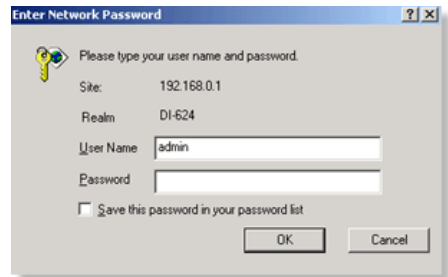 Enter Network Password
Please type your user name and password.
Site: 192.168.0.1
Realm DI-624
User Name admin
Password
Save this password in your password list
OK Cancel